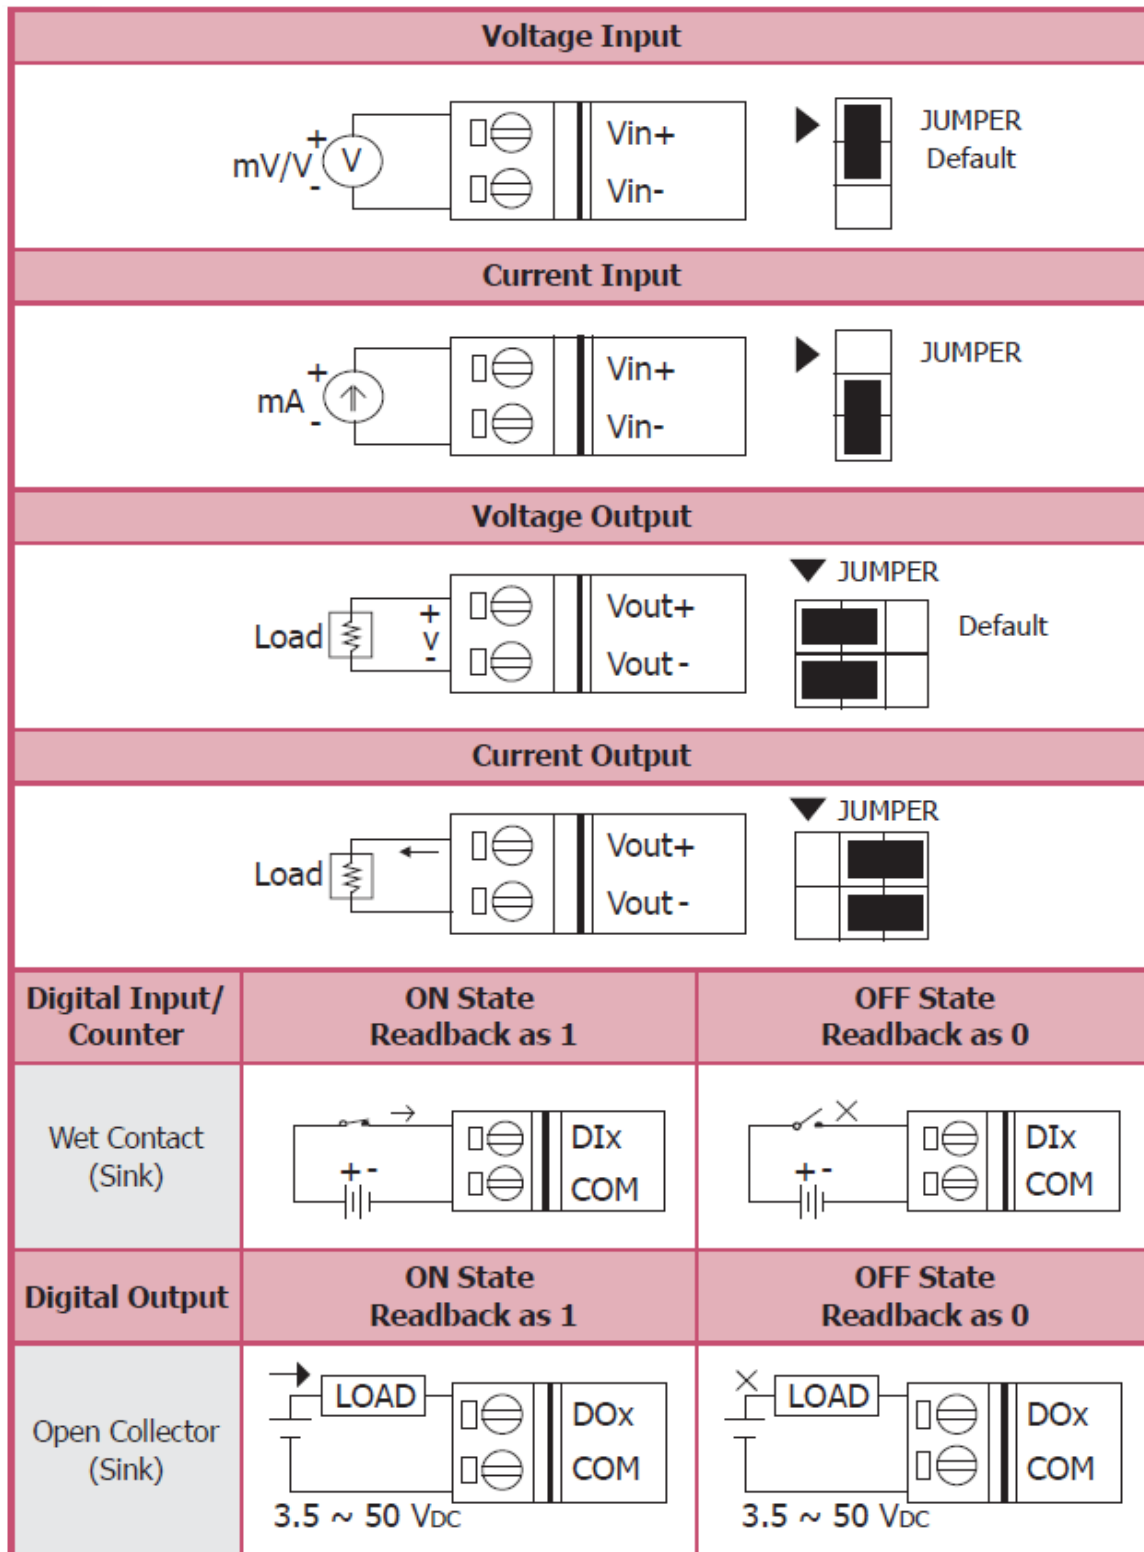 Voltage Input
+
mV/V V
-
Vin+
Vin-
JUMPER
Default
Current Input
+
mA
-
Vin+
Vin-
JUMPER
Voltage Output
Load
+
V
-
Vout+
Vout-
JUMPER
Default
Current Output
Load
Vout+
Vout-
JUMPER
Digital Input/
Counter
ON State
Readback as 1
OFF State
Readback as 0
Wet Contact
(Sink)
+ -
DIx
COM
+ -
DIx
COM
Digital Output
ON State
Readback as 1
OFF State
Readback as 0
Open Collector
(Sink)
LOAD
DOx
COM
3.5 ~ 50 VDC
LOAD
DOx
COM
3.5 ~ 50 VDC